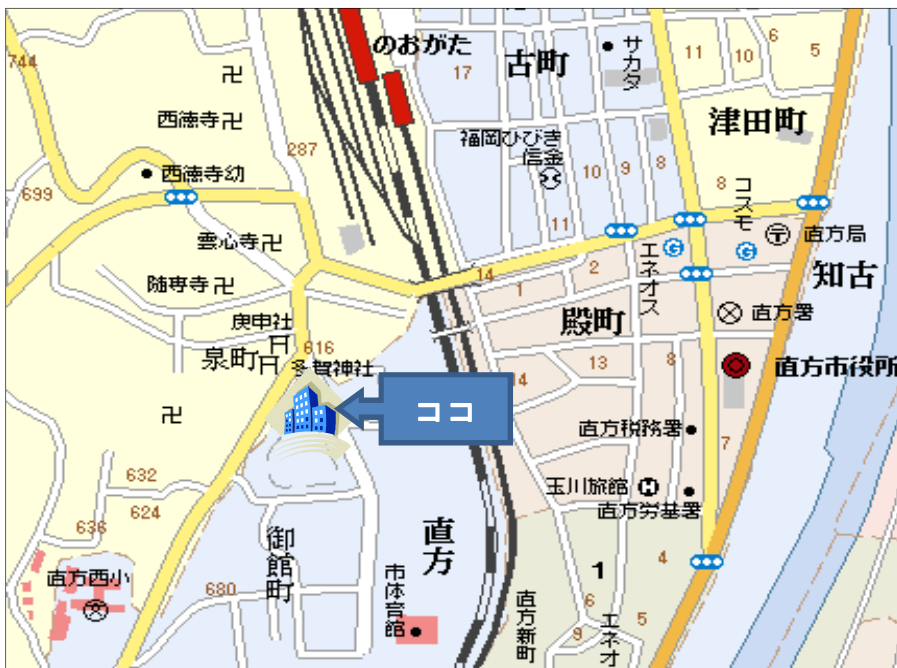 744
卍
のおがた
古町
サカタ
11
10
6
5
17
西徳寺卍
287
福岡ひびき
信金
津田町
西徳寺幼
699
10
9
8
8
コスモ
雲心寺卍
11
直方局
随専寺卍
14
2
エネオス
知古
1
庚申社
殿町
直方署
616
泉町
多賀神社
13
8
直方市役所
ココ
14
卍
直方税務署
7
632
玉川旅館
H
直方労基署
624
636
御館町
直方
1
4
直方西小
680
市体育館
直方新町
6
5
9
エネオ